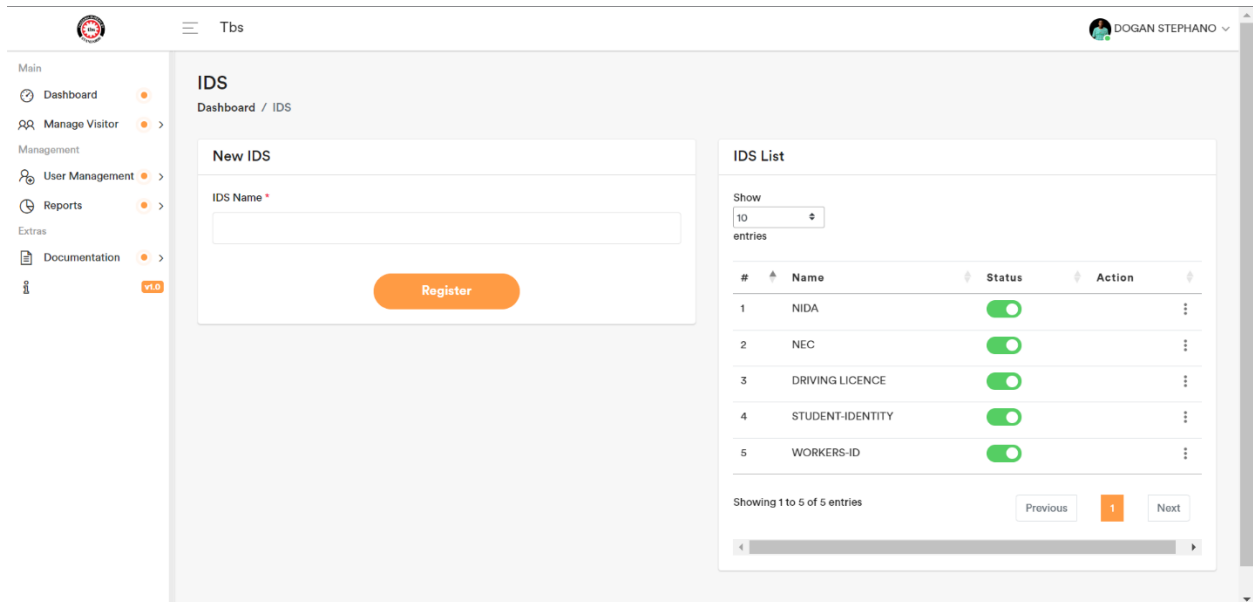 Tbs
DOGAN STEPHANO
Main
Dashboard
Manage Visitor
Management
User Management
Reports
Extras
Documentation
v1.0
IDS
Dashboard / IDS
New IDS
IDS Name *
Register
IDS List
Show
10
entries
# Name Status Action
1 NIDA
2 NEC
3 DRIVING LICENCE
4 STUDENT-IDENTITY
5 WORKERS-ID
Showing 1 to 5 of 5 entries
Previous 1 Next